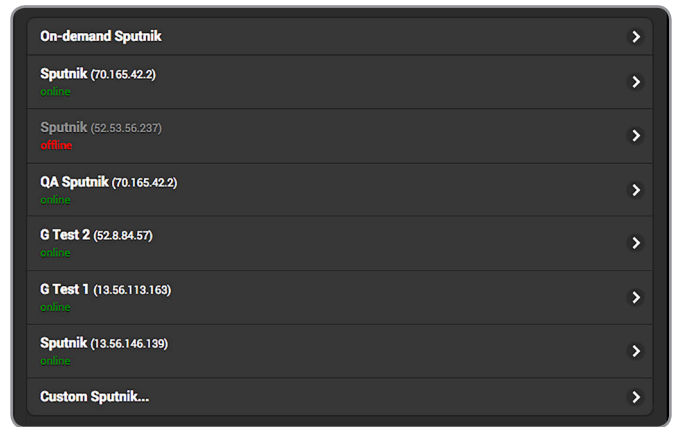 On-demand Sputnik
Sputnik (70.165.42.2)
online
Sputnik (52.53.56.237)
offline
QA Sputnik (70.165.42.2)
online
G Test 2 (52.8.84.57)
online
G Test 1 (13.56.113.163)
online
Sputnik (13.56.146.139)
online
Custom Sputnik...